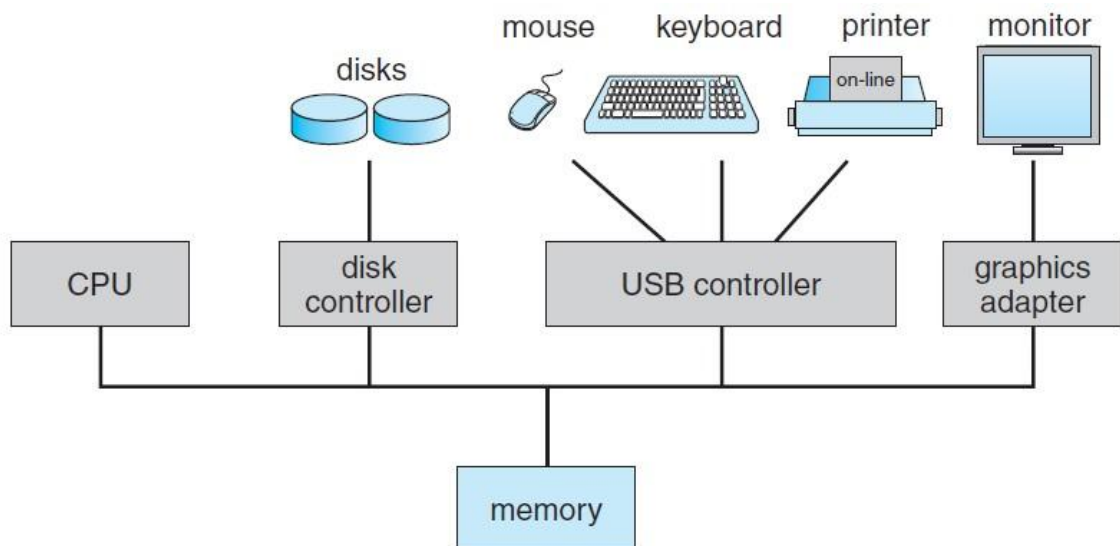 mouse
keyboard
printer
monitor
disks
on-line
CPU
disk
controller
USB controller
graphics
adapter
memory